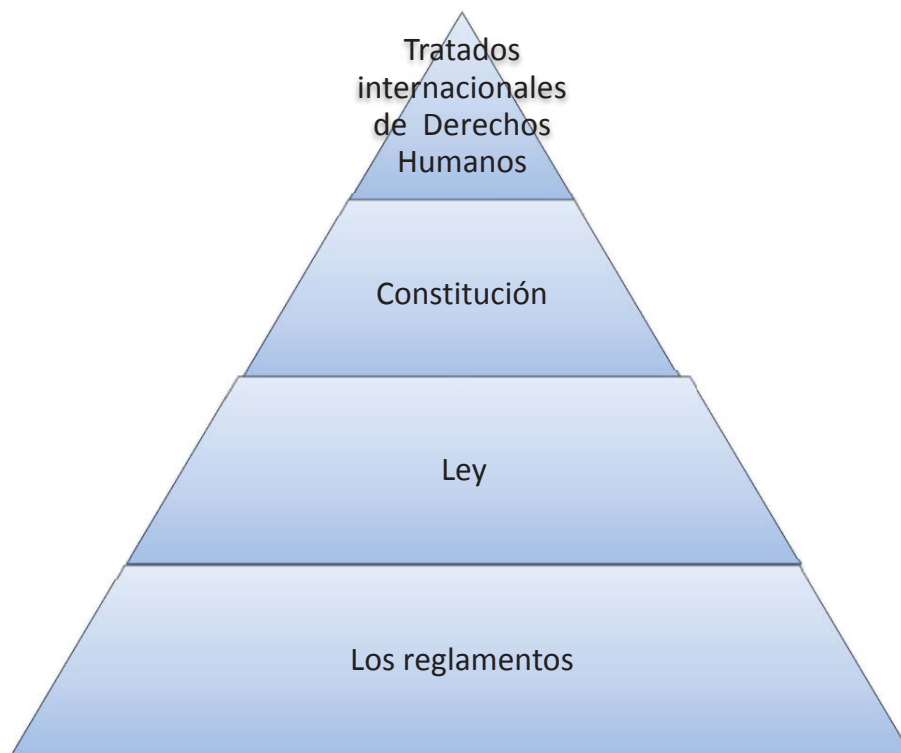 Tratados
internacionales
de Derechos
Humanos
Constitución
Ley
Los reglamentos